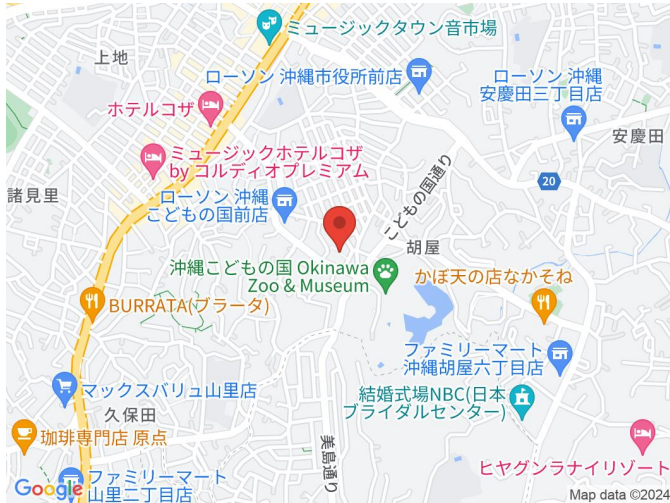 ミュージックタウン音市場
上地
ローソン 沖縄
市役所前店
ローソン 沖縄
安慶田三丁目店
ホテルコザ
安慶田
ミュージックホテルコザ
by コルディオプレミアム
諸見里
こどもの国通り
20
ローソン 沖縄
こどもの国前店
胡屋
沖縄こどもの国 Okinawa
Zoo & Museum
かぼ天の店なかそね
BURRATA(ブラータ)
ファミリーマート
沖縄胡屋六丁目店
マックスバリュ山里店
結婚式場NBC(日本
ブライダルセンター)
久保田
珈琲専門店 原点
美島通り
ヒヤグンラナイリゾート
ファミリーマート
山里二丁目店
Google
Map data ©2024